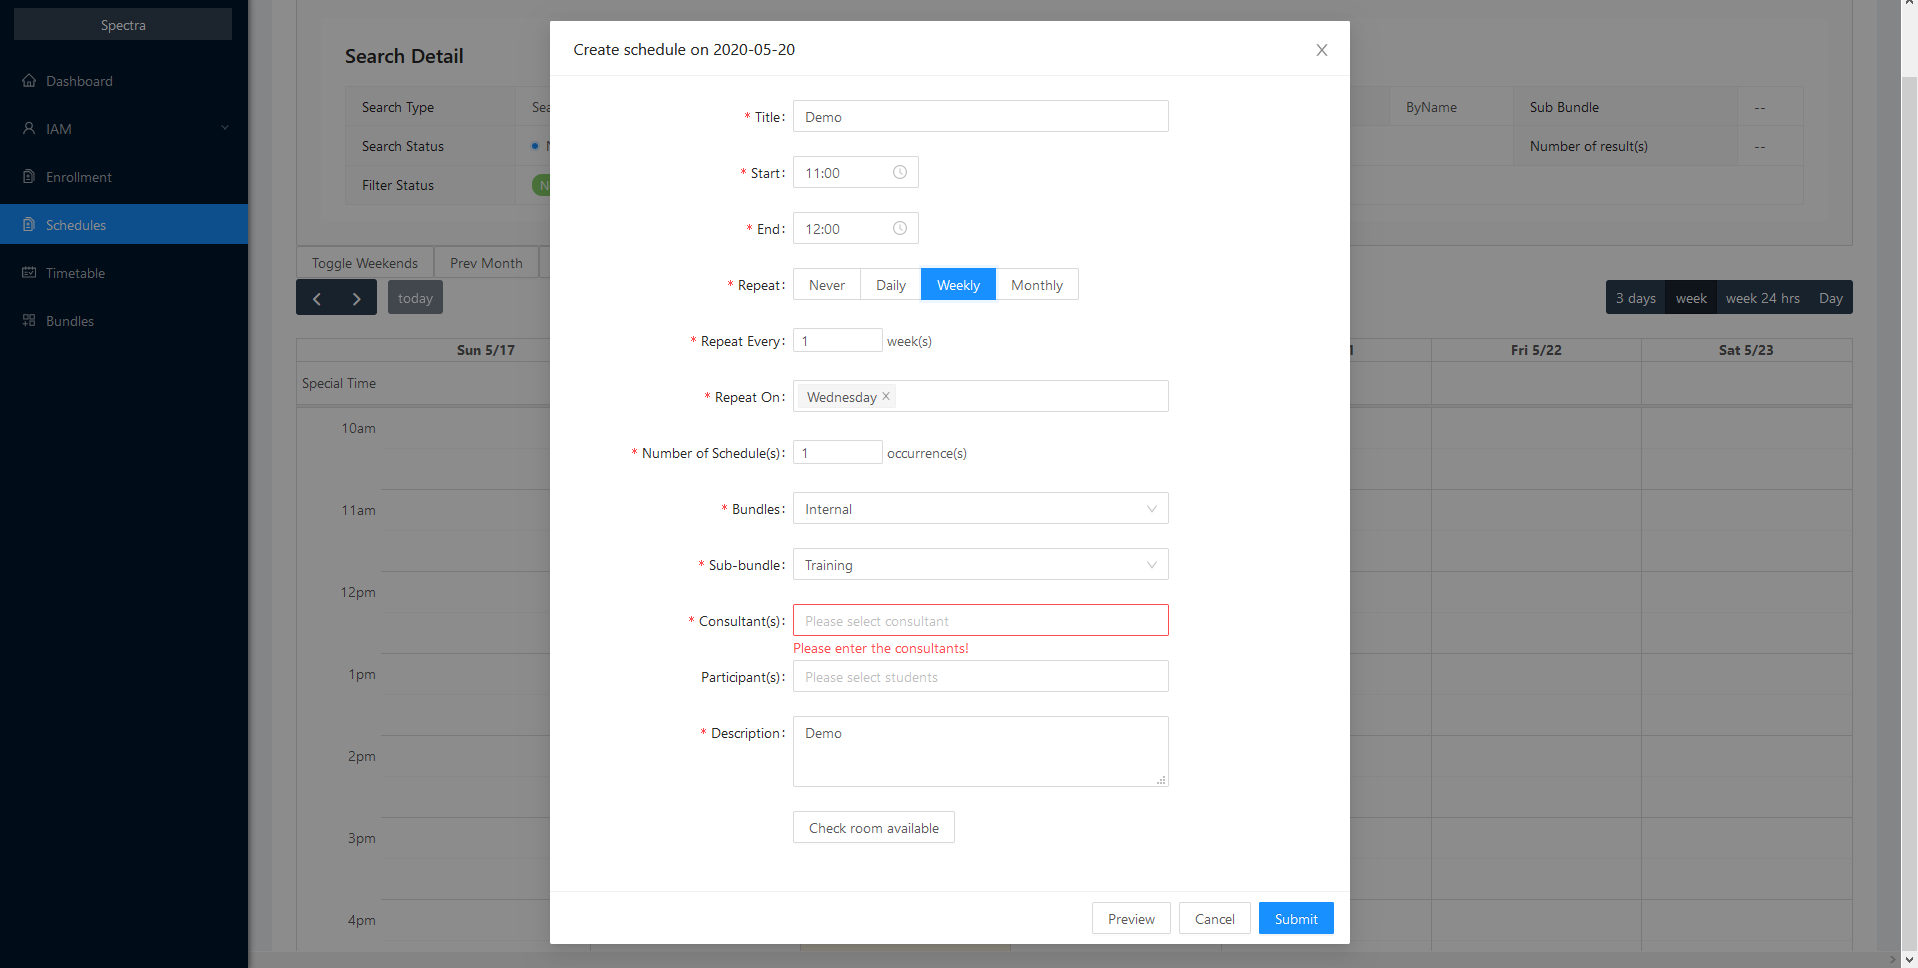 Spectra
Dashboard
IAM
Enrollment
Schedules
Timetable
Bundles
Search Detail
Search Type
ByName
Sub Bundle
--
Search Status
Number of result(s)
--
Filter Status
Toggle Weekends
Prev Month
today
3 days
week
week 24 hrs
Day
Sun 5/17
Fri 5/22
Sat 5/23
Special Time
10am
11am
12pm
1pm
2pm
3pm
4pm
Create schedule on 2020-05-20
* Title: Demo
* Start: 11:00
* End: 12:00
* Repeat: Never Daily Weekly Monthly
* Repeat Every: 1 week(s)
* Repeat On: Wednesday
* Number of Schedule(s): 1 occurrence(s)
* Bundles: Internal
* Sub-bundle: Training
* Consultant(s): Please select consultant
Please enter the consultants!
Participant(s): Please select students
* Description: Demo
Check room available
Preview
Cancel
Submit